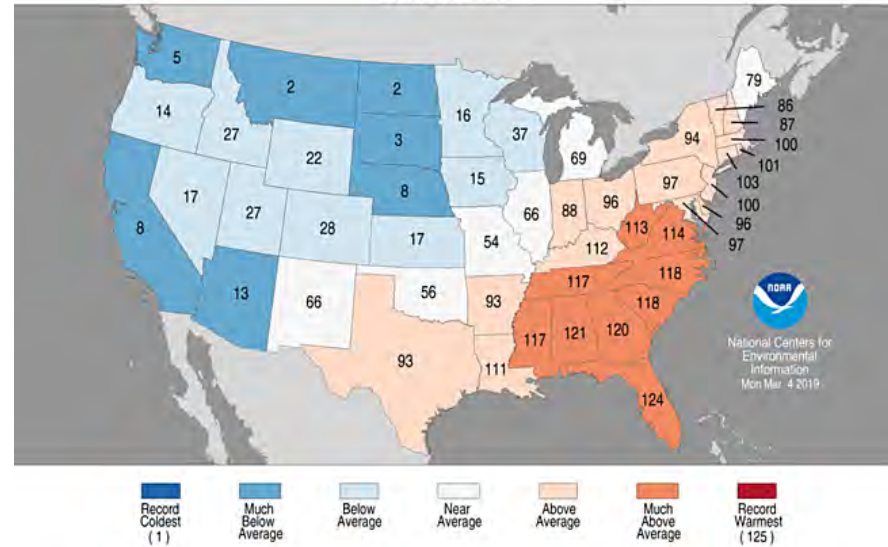 5
2
2
16
79
14
27
3
37
86
87
94
100
101
22
69
15
103
8
97
100
17
66
88
96
96
27
28
97
8
17
54
113
114
112
13
66
56
93
117
118
118
NOAA
117
121
120
93
111
124
National Centers for
Environmental
Information
Mon Mar 4 2019
Record
Coldest
(1)
Much
Below
Average
Below
Average
Near
Average
Above
Average
Much
Above
Average
Record
Warmest
(125)